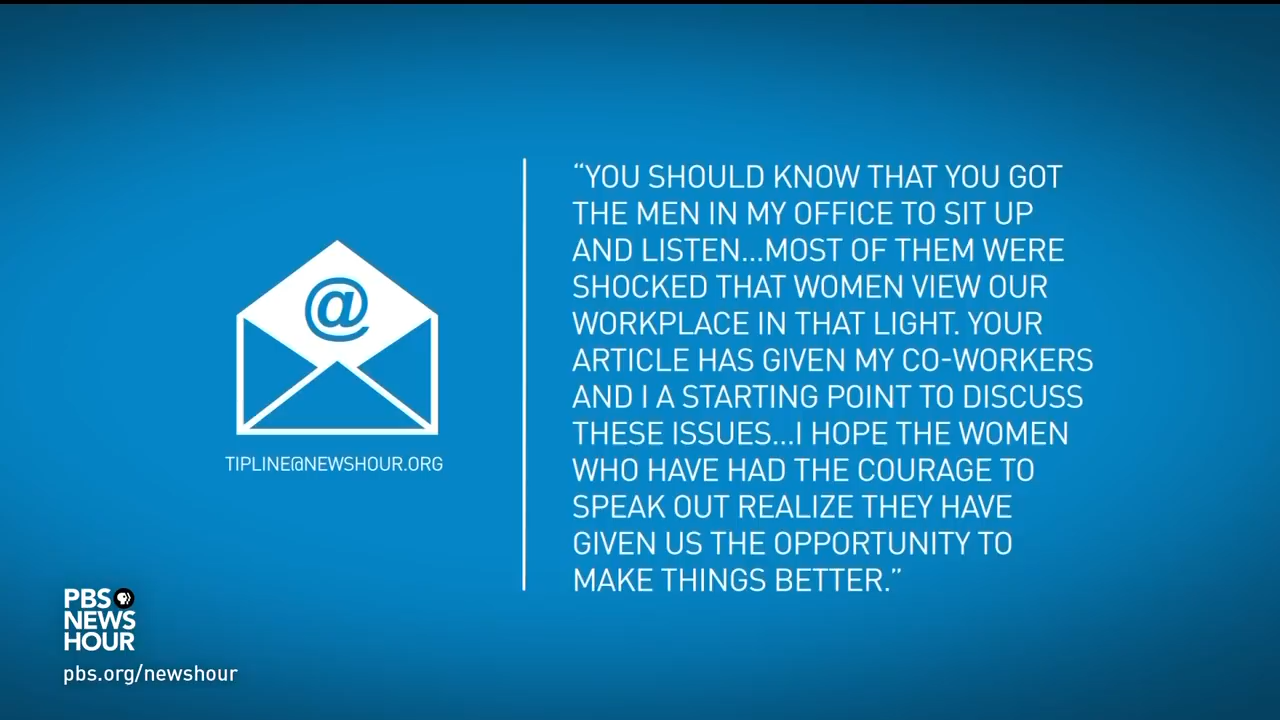 “YOU SHOULD KNOW THAT YOU GOT
THE MEN IN MY OFFICE TO SIT UP
AND LISTEN...MOST OF THEM WERE
SHOCKED THAT WOMEN VIEW OUR
WORKPLACE IN THAT LIGHT. YOUR
ARTICLE HAS GIVEN MY CO-WORKERS
AND I A STARTING POINT TO DISCUSS
THESE ISSUES...I HOPE THE WOMEN
WHO HAVE HAD THE COURAGE TO
SPEAK OUT REALIZE THEY HAVE
GIVEN US THE OPPORTUNITY TO
MAKE THINGS BETTER.”
@
TIPLINE@NEWSHOUR.ORG
PBS
NEWS
HOUR
pbs.org/newshour